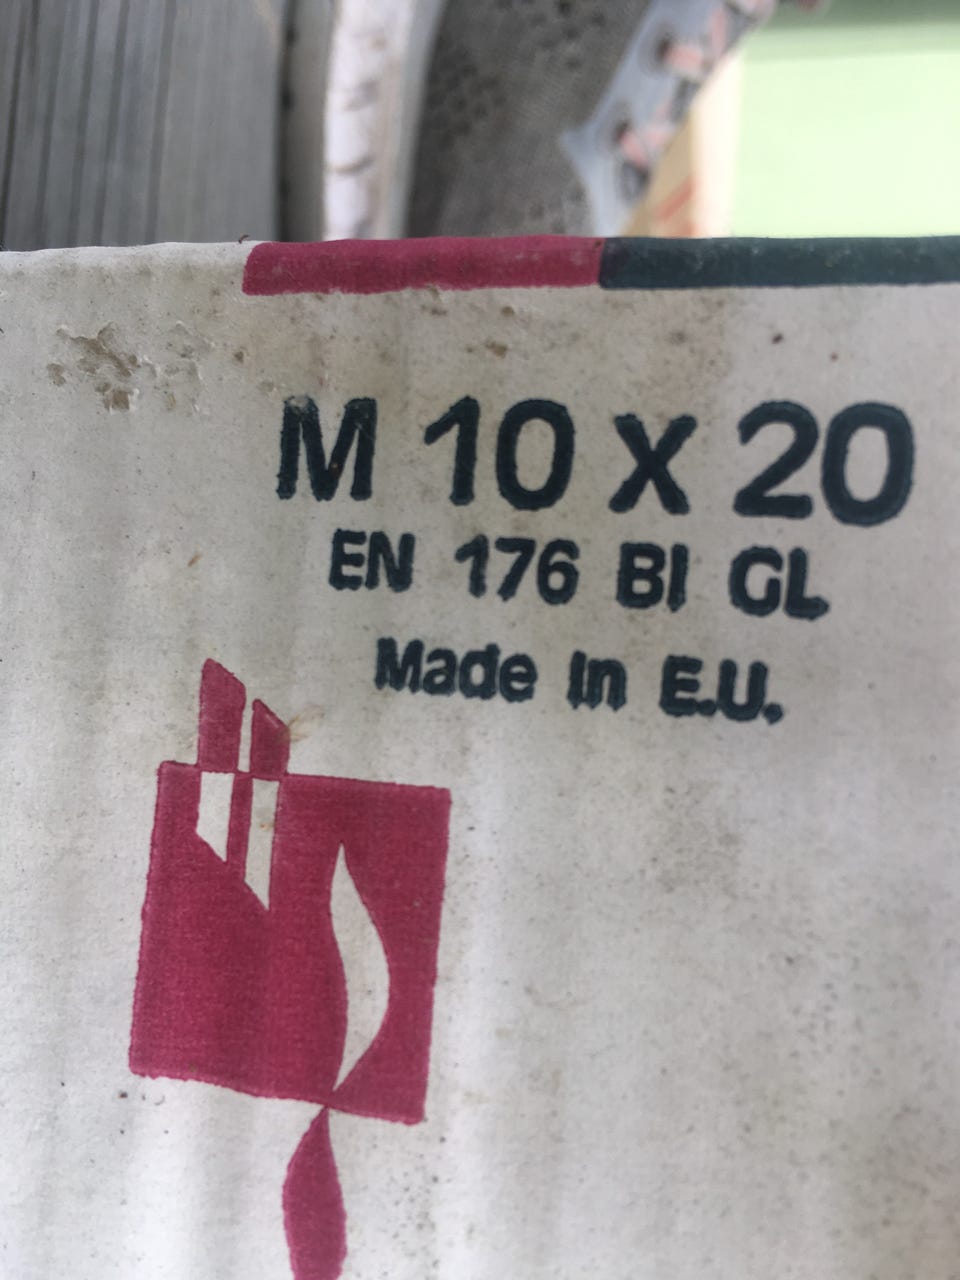 M 10 X 20
EN 176 BI GL
Made In E.U.